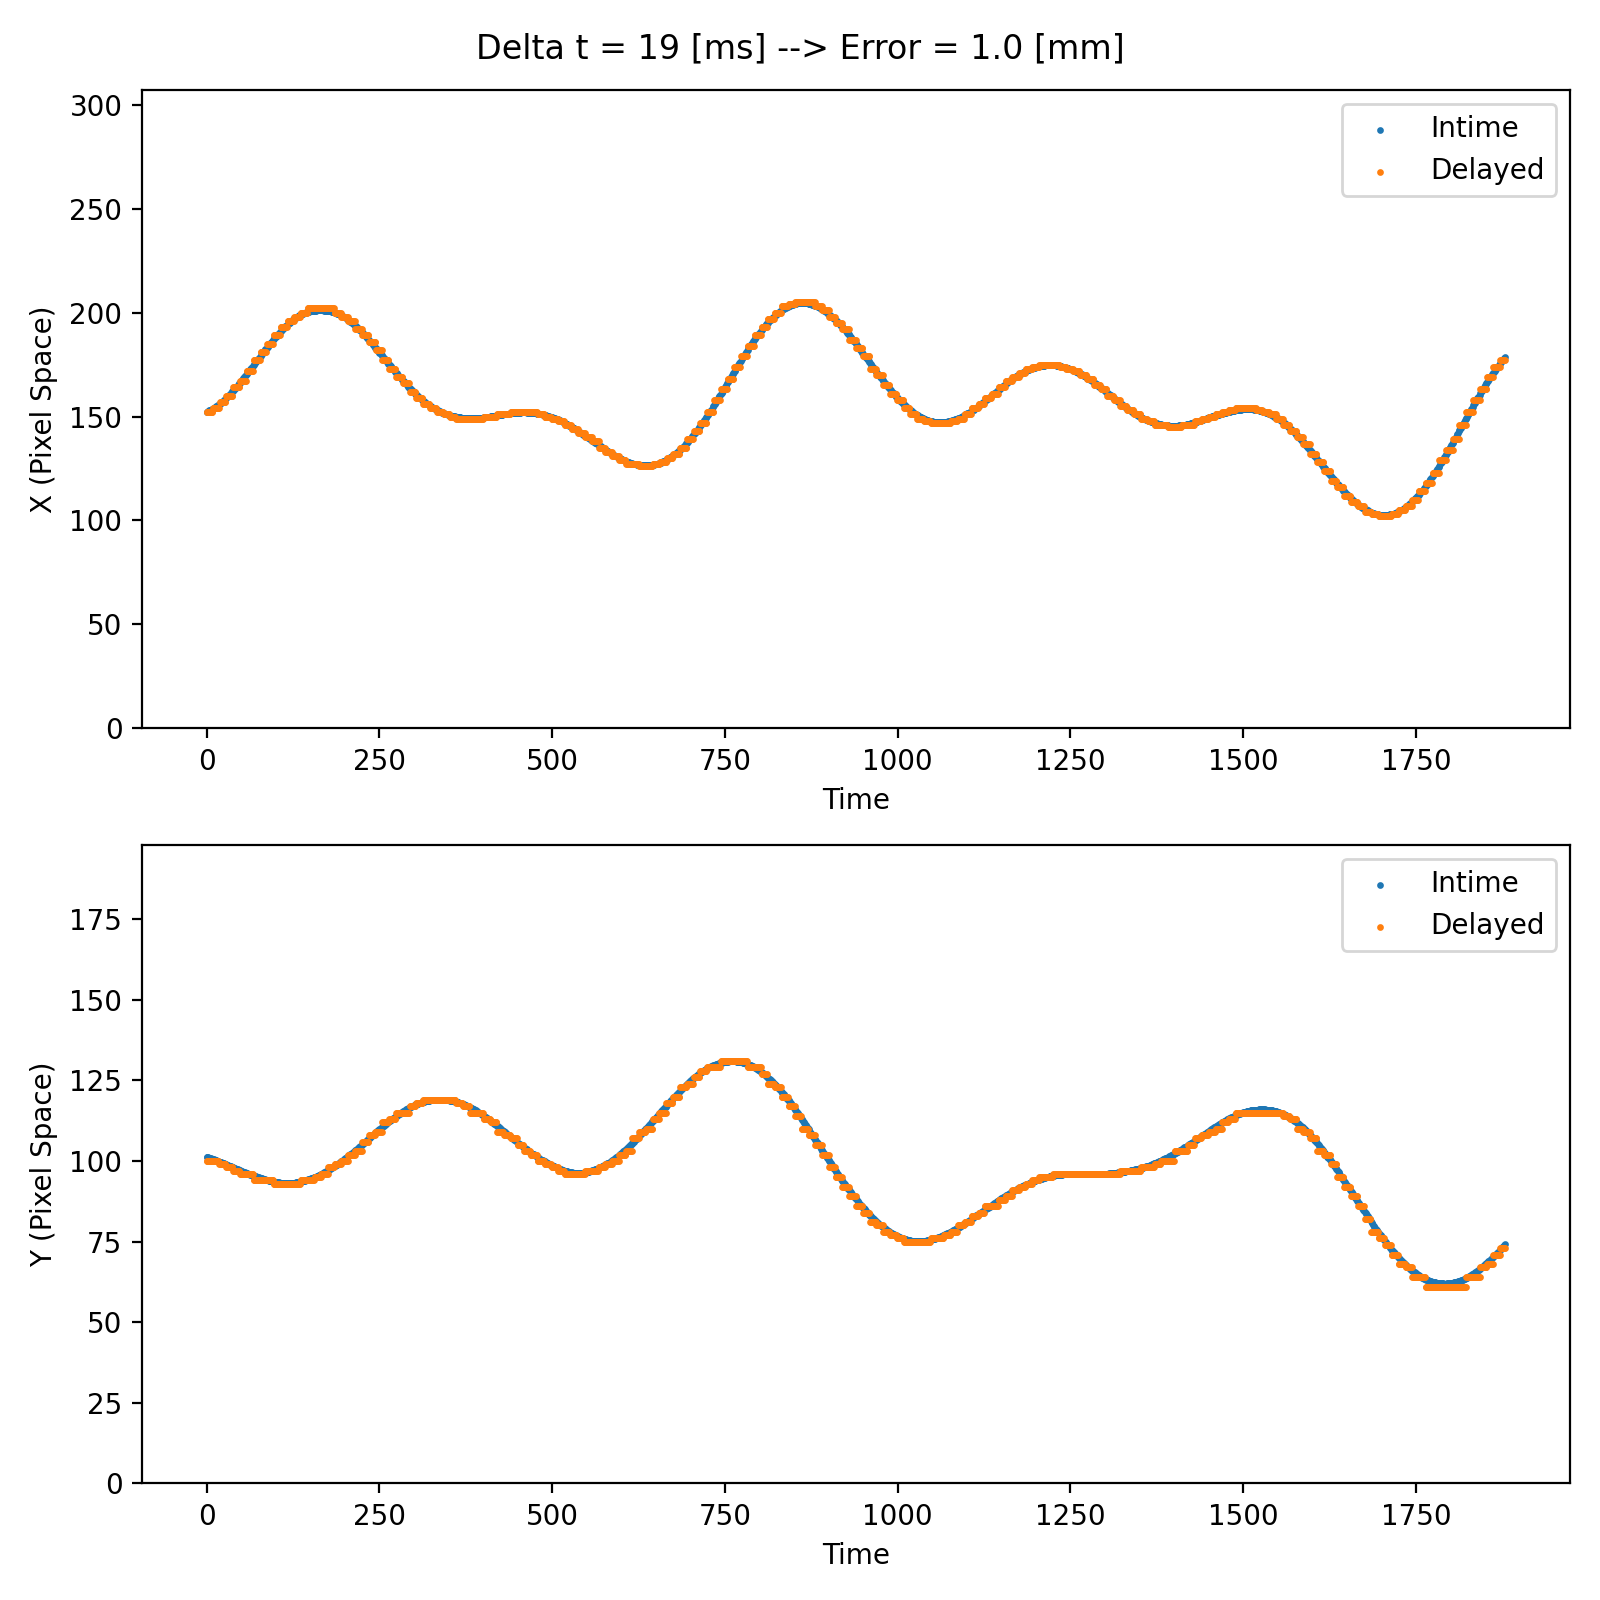 Delta t = 19 [ms] --> Error = 1.0 [mm]
300
250
200
150
100
50
0
X (Pixel Space)
Intime
Delayed
0 250 500 750 1000 1250 1500 1750
Time
175
150
125
100
75
50
25
0
Y (Pixel Space)
Intime
Delayed
0 250 500 750 1000 1250 1500 1750
Time